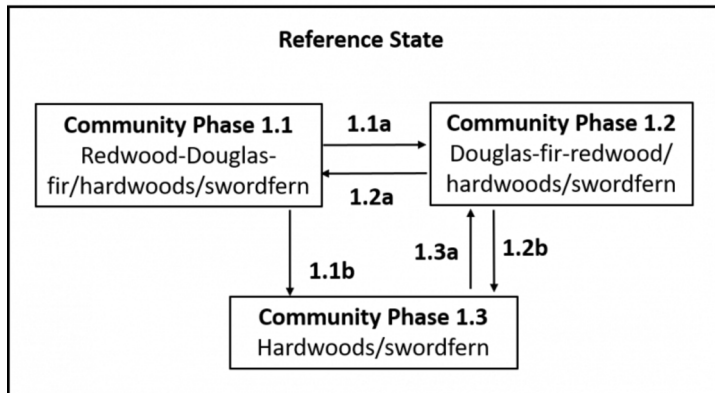 Reference State
Community Phase 1.1
Redwood-Douglas-
fir/hardwoods/swordfern
1.1a
1.2a
Community Phase 1.2
Douglas-fir-redwood/
hardwoods/swordfern
1.1b
1.3a
1.2b
Community Phase 1.3
Hardwoods/swordfern